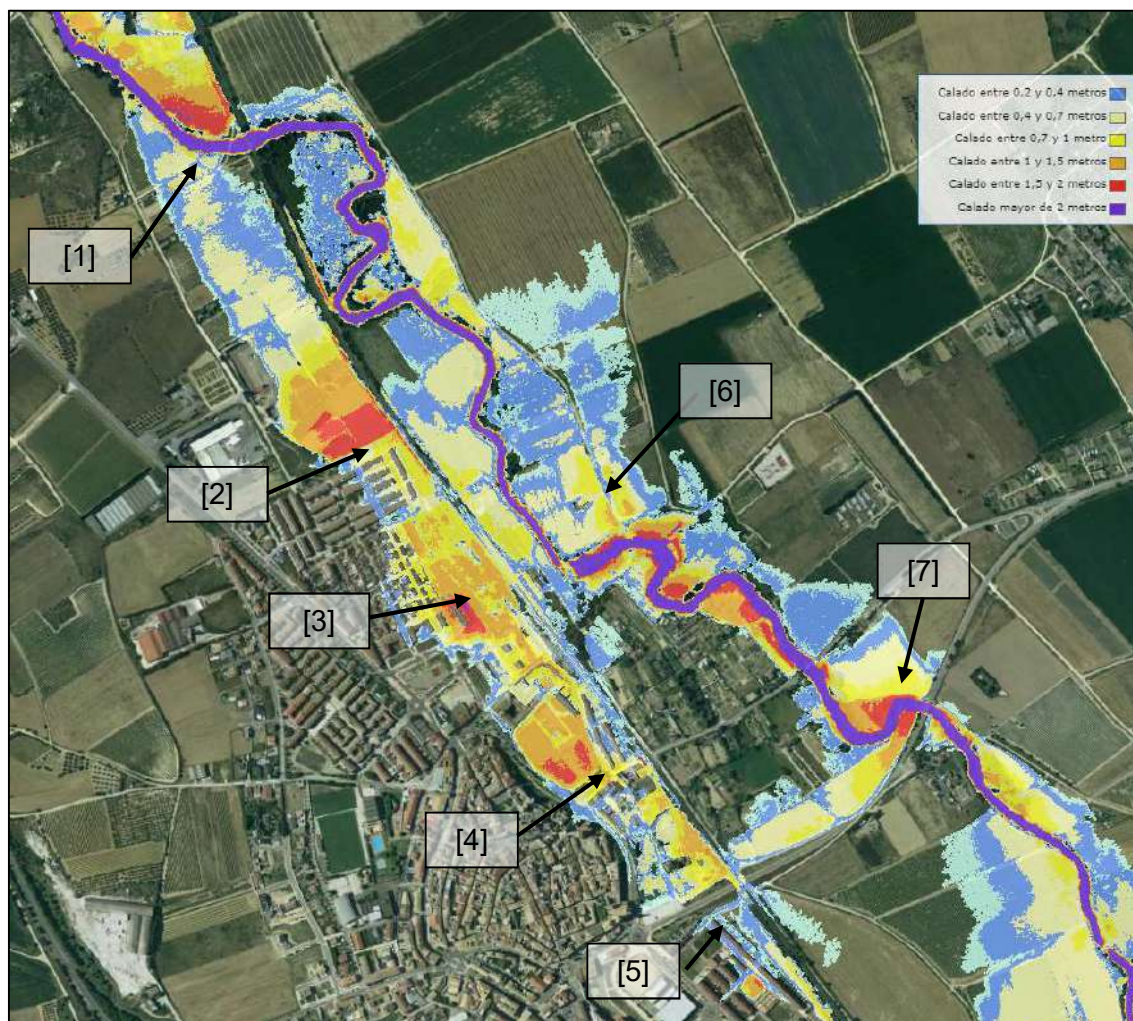 Calado entre 0,2 y 0,4 metros
Calado entre 0,4 y 0,7 metros
Calado entre 0,7 y 1 metro
Calado entre 1 y 1,5 metros
Calado entre 1,5 y 2 metros
Calado mayor de 2 metros
[1]
[6]
[2]
[7]
[3]
[4]
[5]